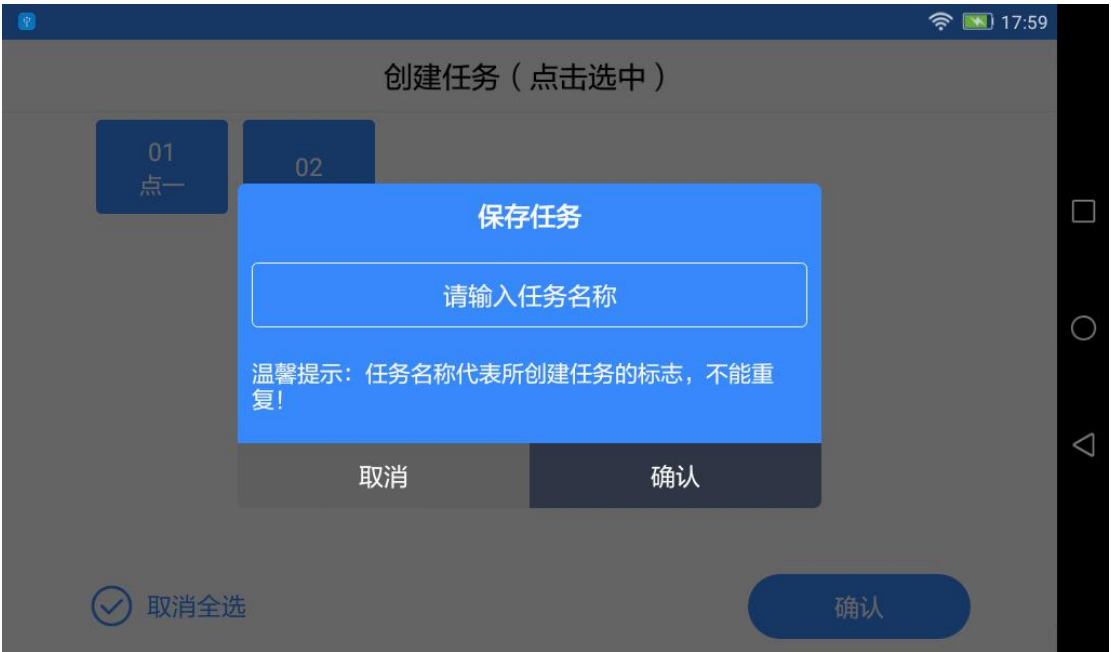 17:59
创建任务（点击选中）
01
点一
02
保存任务
请输入任务名称
温馨提示：任务名称代表所创建任务的标志，不能重
复！
取消
确认
取消全选
确认